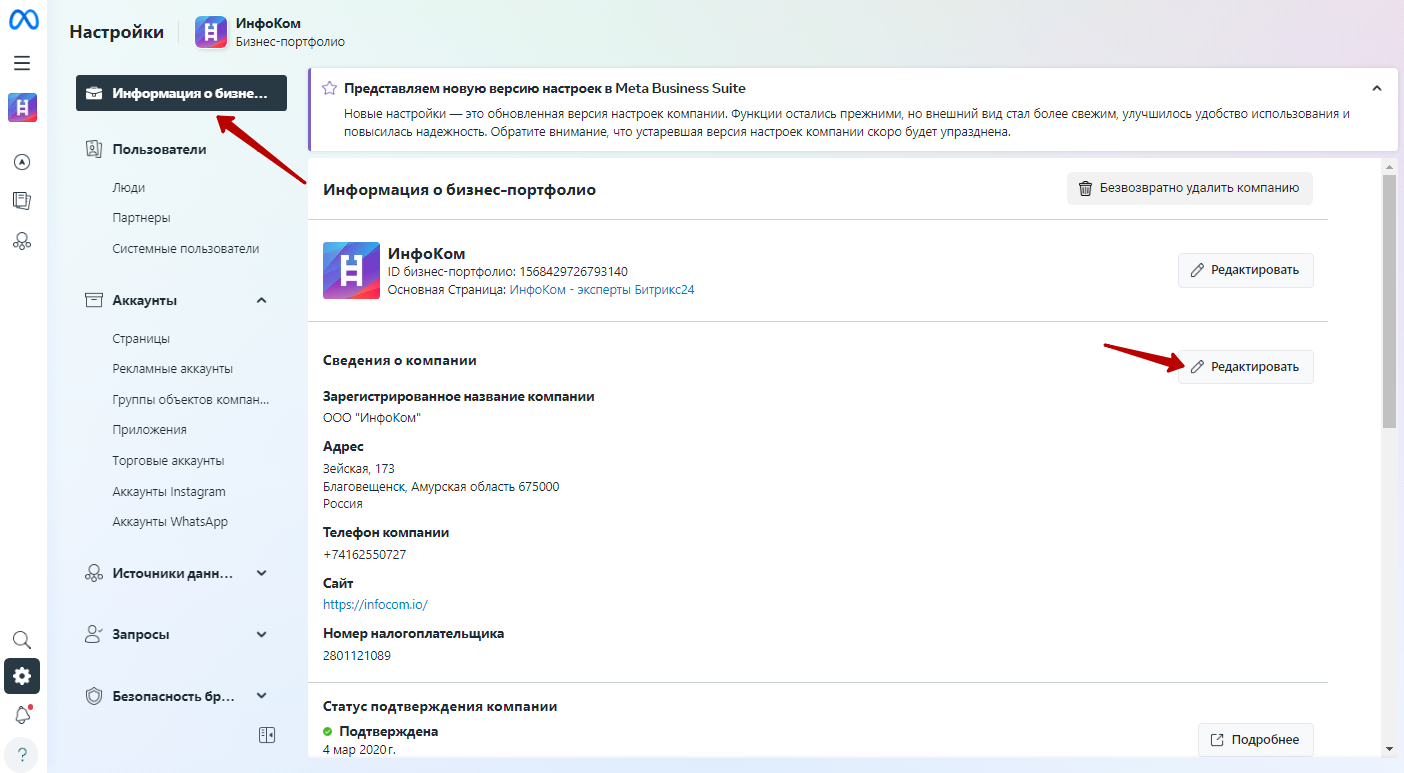 Настройки
ИнфоКом
Бизнес-портфолио
Информация о бизне...
Пользователи
Люди
Партнеры
Системные пользователи
Аккаунты
Страницы
Рекламные аккаунты
Группы объектов компан...
Приложения
Торговые аккаунты
Аккаунты Instagram
Аккаунты WhatsApp
Источники данн...
Запросы
Безопасность бр...
Представляем новую версию настроек в Meta Business Suite
Новые настройки — это обновленная версия настроек компании. Функции остались прежними, но внешний вид стал более свежим, улучшилось удобство использования и
повысилась надежность. Обратите внимание, что устаревшая версия настроек компании скоро будет упразднена.
Информация о бизнес-портфолио
Безвозвратно удалить компанию
ИнфоКом
ID бизнес-портфолио: 1568429726793140
Основная Страница: ИнфоКом - эксперты Битрикс24
Редактировать
Сведения о компании
Редактировать
Зарегистрированное название компании
ООО "ИнфоКом"
Адрес
Зейская, 173
Благовещенск, Амурская область 675000
Россия
Телефон компании
+74162550727
Сайт
https://infocom.io/
Номер налогоплательщика
2801121089
Статус подтверждения компании
Подтверждена
4 мар 2020 г.
Подробнее